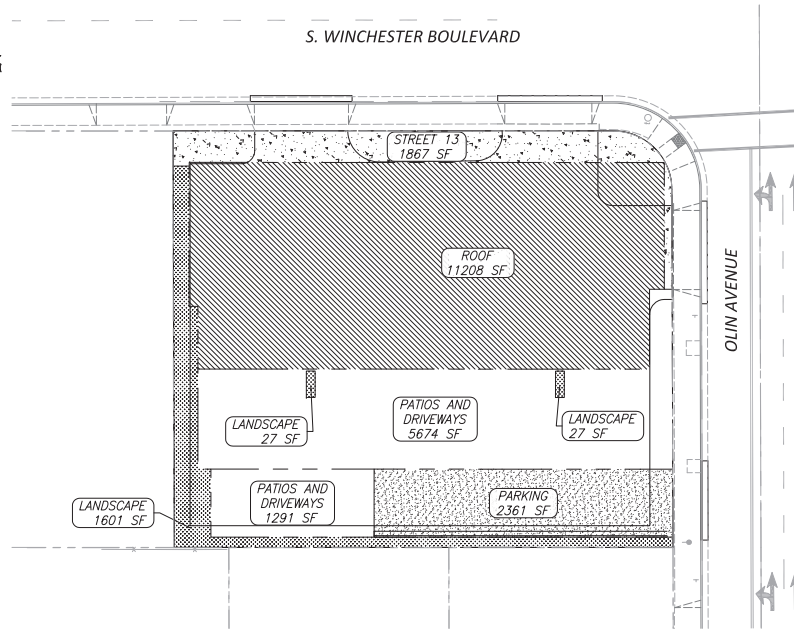 S. WINCHESTER BOULEVARD
STREET 13
1867 SF
ROOF
11208 SF
OLIN AVENUE
PATIOS AND
DRIVEWAYS
5674 SF
LANDSCAPE
27 SF
LANDSCAPE
27 SF
PATIOS AND
DRIVEWAYS
1291 SF
PARKING
2361 SF
LANDSCAPE
1601 SF